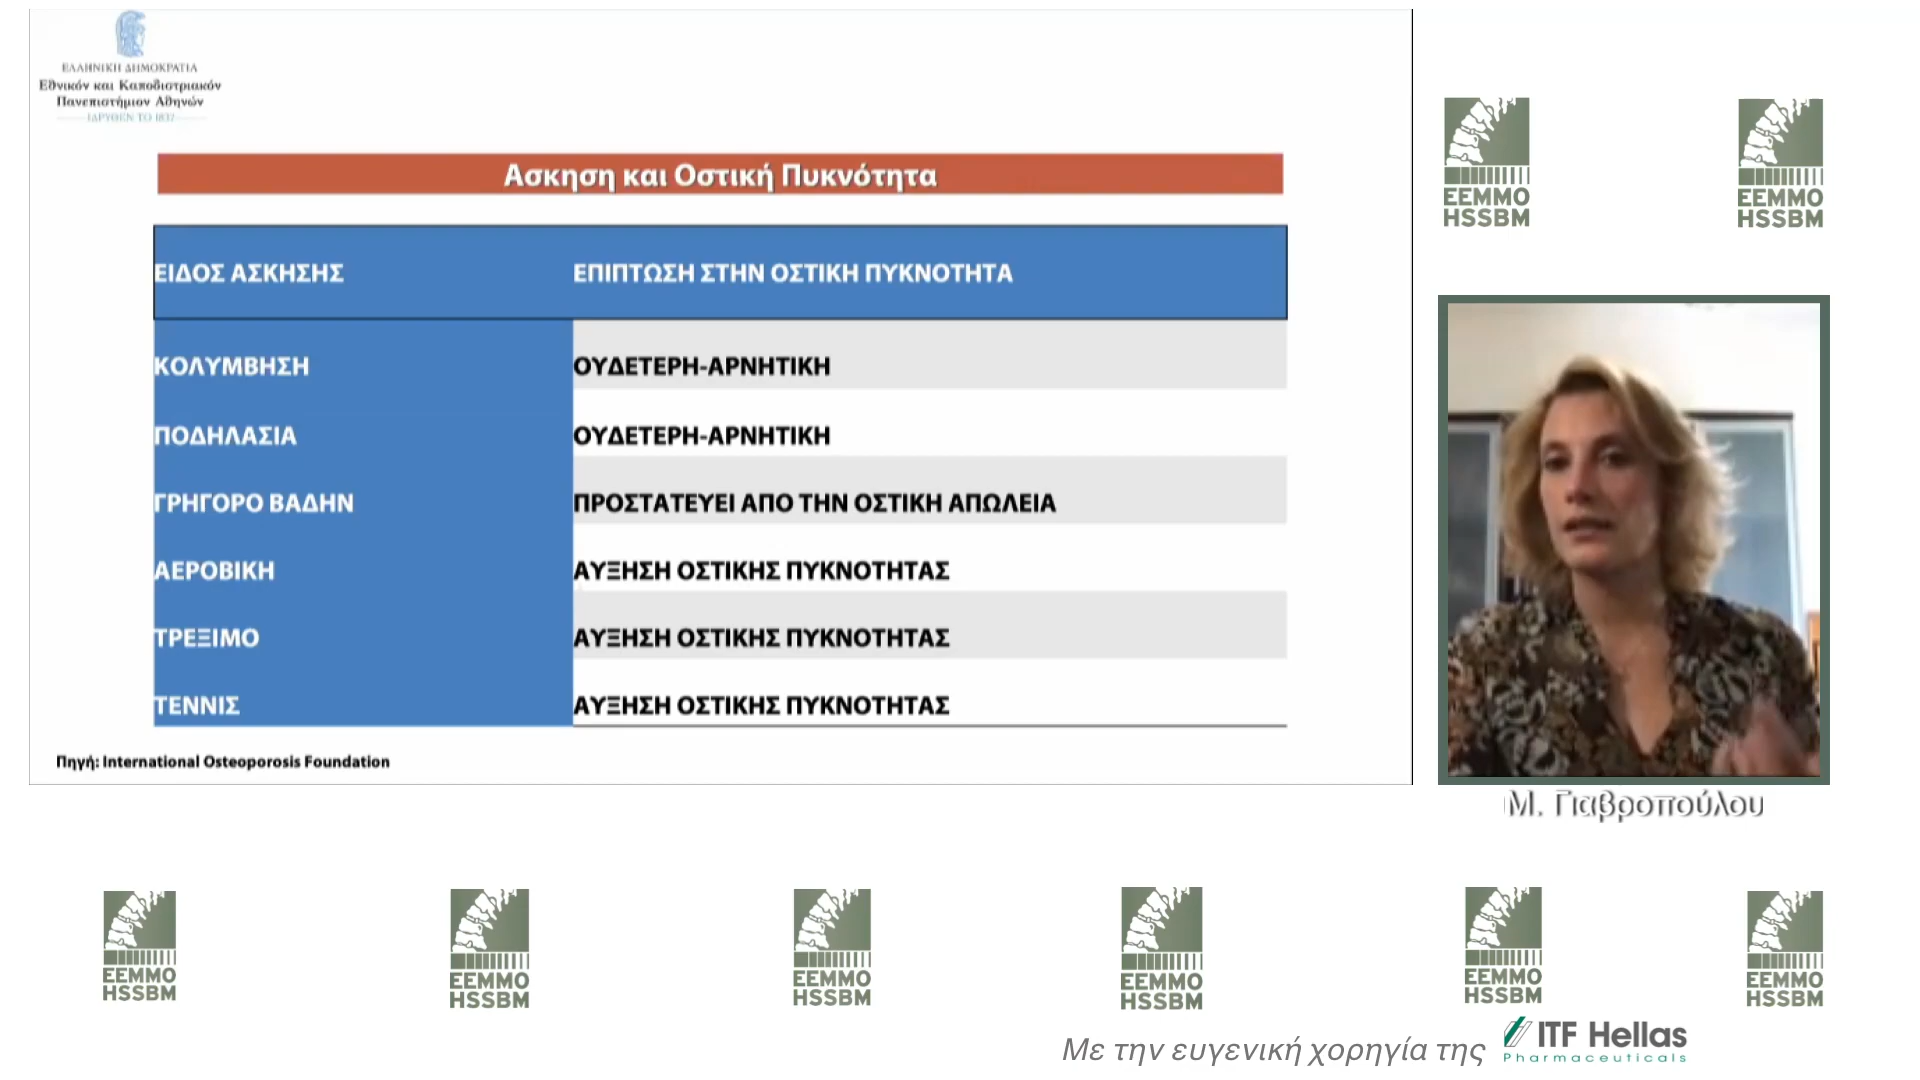 ΕΛΛΗΝΙΚΗ ΔΗΜΟΚΡΑΤΙΑ
Εθνικόν και Καποδιστριακόν
Πανεπιστήμιον Αθηνών
ΙΔΡΥΘΕΝ ΤΟ 1837
Ασκηση και Οστική Πυκνότητα
ΕΙΔΟΣ ΑΣΚΗΣΗΣ ΕΠΙΠΤΩΣΗ ΣΤΗΝ ΟΣΤΙΚΗ ΠΥΚΝΟΤΗΤΑ
ΚΟΛΥΜΒΗΣΗ ΟΥΔΕΤΕΡΗ-ΑΡΝΗΤΙΚΗ
ΠΟΔΗΛΑΣΙΑ ΟΥΔΕΤΕΡΗ-ΑΡΝΗΤΙΚΗ
ΓΡΗΓΟΡΟ ΒΑΔΗΝ ΠΡΟΣΤΑΤΕΥΕΙ ΑΠΟ ΤΗΝ ΟΣΤΙΚΗ ΑΠΩΛΕΙΑ
ΑΕΡΟΒΙΚΗ ΑΥΞΗΣΗ ΟΣΤΙΚΗΣ ΠΥΚΝΟΤΗΤΑΣ
ΤΡΕΞΙΜΟ ΑΥΞΗΣΗ ΟΣΤΙΚΗΣ ΠΥΚΝΟΤΗΤΑΣ
ΤΕΝΝΙΣ ΑΥΞΗΣΗ ΟΣΤΙΚΗΣ ΠΥΚΝΟΤΗΤΑΣ
Πηγή: International Osteoporosis Foundation
EEMMO
HSSBM
EEMMO
HSSBM
Μ. Γιαβροπούλου
EEMMO
HSSBM
EEMMO
HSSBM
EEMMO
HSSBM
EEMMO
HSSBM
EEMMO
HSSBM
EEMMO
HSSBM
Με την ευγενική χορηγία της
ITF Hellas
Pharmaceuticals